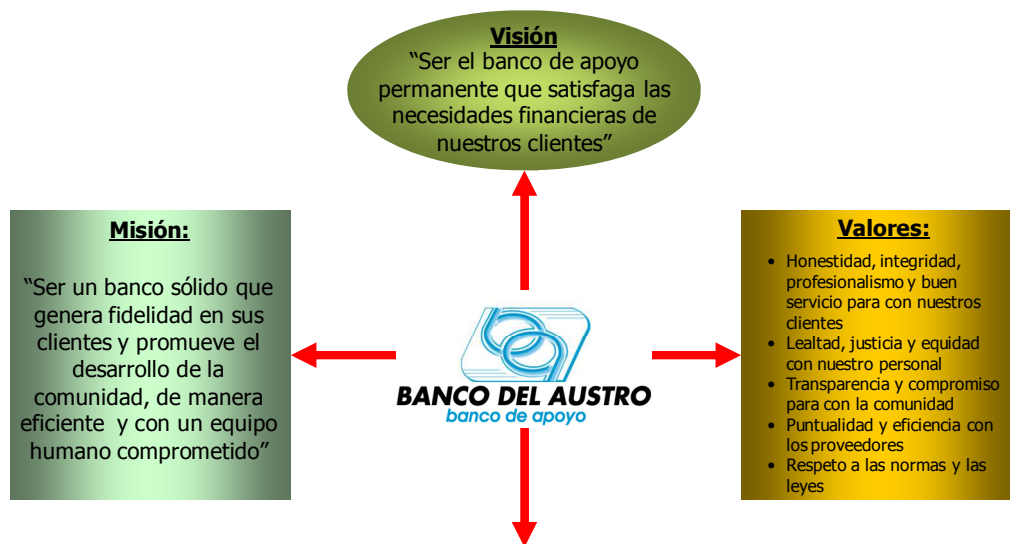 Visión
“Ser el banco de apoyo
permanente que satisfaga las
necesidades financieras de
nuestros clientes”
Misión:
“Ser un banco sólido que
genera fidelidad en sus
clientes y promueve el
desarrollo de la
comunidad, de manera
eficiente y con un equipo
humano comprometido”
BANCO DEL AUSTRO
banco de apoyo
Valores:
• Honestidad, integridad,
profesionalismo y buen
servicio para con nuestros
clientes
• Lealtad, justicia y equidad
con nuestro personal
• Transparencia y compromiso
para con la comunidad
• Puntualidad y eficiencia con
los proveedores
• Respeto a las normas y las
leyes